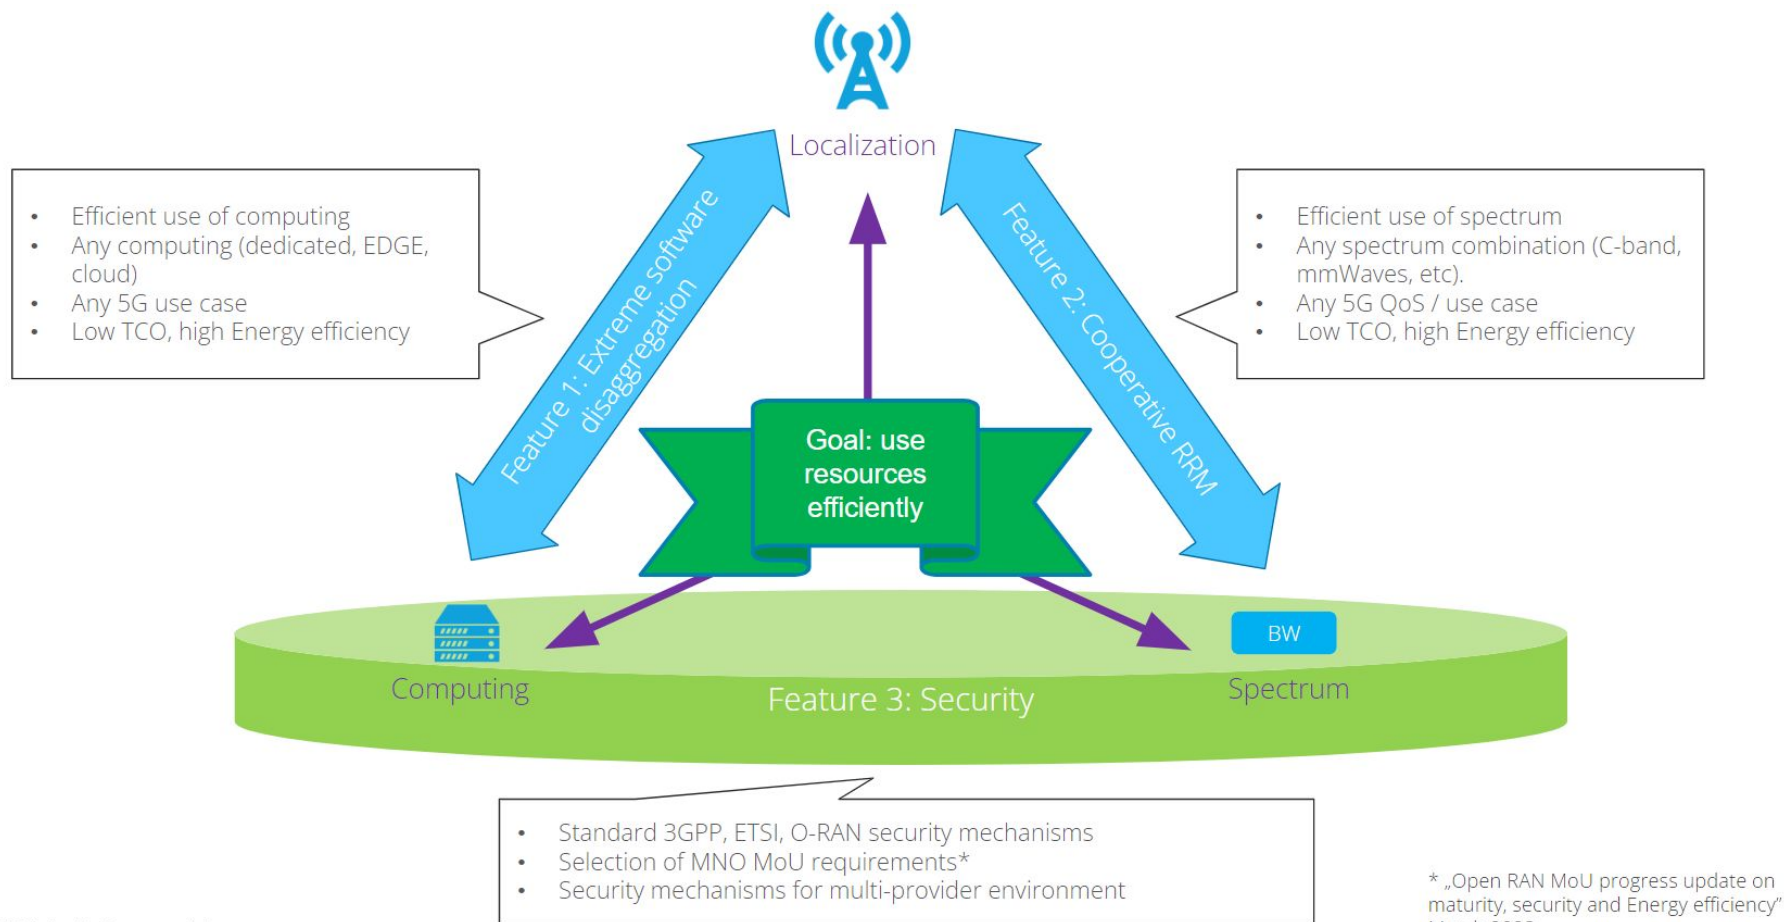 Localization
• Efficient use of computing
• Any computing (dedicated, EDGE,
cloud)
• Any 5G use case
• Low TCO, high Energy efficiency
Feature 1: Extreme software
disaggregation
Feature 2: Cooperative RRM
• Efficient use of spectrum
• Any spectrum combination (C-band,
mmWaves, etc).
• Any 5G QoS / use case
• Low TCO, high Energy efficiency
Goal: use
resources
efficiently
BW
Computing
Feature 3: Security
Spectrum
• Standard 3GPP, ETSI, O-RAN security mechanisms
• Selection of MNO MoU requirements*
• Security mechanisms for multi-provider environment
* „Open RAN MoU progress update on
maturity, security and Energy efficiency"